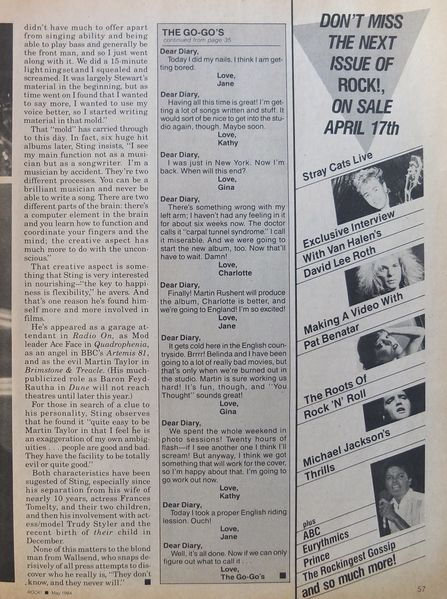 didn't have much to offer apart
from singing ability and being
able to play bass and generally be
the front man, and so I just went
along with it. We did a 15-minute
lightning set and I squealed and
screamed. It was largely Stewart's
material in the beginning, but as
time went on I found that I wanted
to say more, I wanted to use my
voice better, so I started writing
material in that mold."
That "mold" has carried through
to this day. In fact, six huge hit
albums later, Sting insists, "I see
my main function not as a musi-
cian but as a songwriter. I'm a
musician by accident. They're two
different processes. You can be a
brilliant musician and never be
able to write a song. There are two
different parts of the brain: there's
a computer element in the brain
and you learn how to function and
coordinate your fingers and the
mind; the creative aspect has
much more to do with the uncon-
scious."
That creative aspect is some-
thing that Sting is very interested
in nourishing—"the key to happi-
ness is flexibility," he avers. And
that's one reason he's found him-
self more and more involved in
films.
He's appeared as a garage at-
tendant in Radio On, as Mod
leader Ace Face in Quadrophenia,
as an angel in BBC's Artemis 81,
and as the evil Martin Taylor in
Brimstone & Treacle. (His much-
publicized role as Baron Feyd-
Rautha in Dune will not reach
theatres until later this year.)
For those in search of a clue to
his personality, Sting observes
that he found it "quite easy to be
Martin Taylor in that I feel he is
an exaggeration of my own ambig-
uities . . . . people are good and bad.
They have the facility to be totally
evil or quite good."
Both characteristics have been
suggested of Sting, especially since
his separation from his wife of
nearly 10 years, actress Frances
Tomelty, and their two children,
and then his involvement with ac-
tress/model Trudy Styler and the
recent birth of their child in
December.
None of this matters to the blond
man from Wallsend, who snaps de-
risively of all press attempts to dis-
cover who he really is, "They don't
know, and they never will." ■
ROCK! ■ May 1984
THE GO-GO'S
continued from page 35
Dear Diary,
Today I did my nails. I think I am get-
ting bored.
Love,
Jane
Dear Diary,
Having all this time is great! I'm get-
ting a lot of songs written and stuff. It
would sort of be nice to get into the stu-
dio again, though. Maybe soon.
Love,
Kathy
Dear Diary,
I was just in New York. Now I'm
back. When will this end?
Love,
Gina
Dear Diary,
There's something wrong with my
left arm; I haven't had any feeling in it
for about six weeks now. The doctor
calls it "carpal tunnel syndrome." I call
it miserable. And we were going to
start the new album, too. Now that'll
have to wait. Damn!
Love,
Charlotte
Dear Diary,
Finally! Martin Rushent will produce
the album, Charlotte is better, and
we're going to England! I'm so excited!
Love,
Jane
Dear Diary,
It gets cold here in the English coun-
tryside. Brrrr! Belinda and I have been
going to a lot of really bad movies, but
that's only when we're burned out in
the studio. Martin is sure working us
hard! It's fun, though, and "You
Thought" sounds great!
Love,
Gina
Dear Diary,
We spent the whole weekend in
photo sessions! Twenty hours of
flash—if I see another one I think I'll
scream! But anyway, I think we got
something that will work for the cover,
so I'm happy about that. I'm going to
go work out now.
Love,
Kathy
Dear Diary,
Today I took a proper English riding
lesson. Ouch!
Love,
Jane
Dear Diary,
Well, it's all done. Now if we can only
figure out what to call it . . .
Love,
The Go-Go's ■
DON'T MISS
THE NEXT
ISSUE OF
ROCK!,
ON SALE
APRIL 17th
Stray Cats Live
Exclusive Interview
With Van Halen's
David Lee Roth
Making A Video With
Pat Benatar
The Roots Of
Rock 'N' Roll
Michael Jackson's
Thrills
plus
ABC
Eurythmics
Prince
The Rockingest Gossip
and so much more!
57